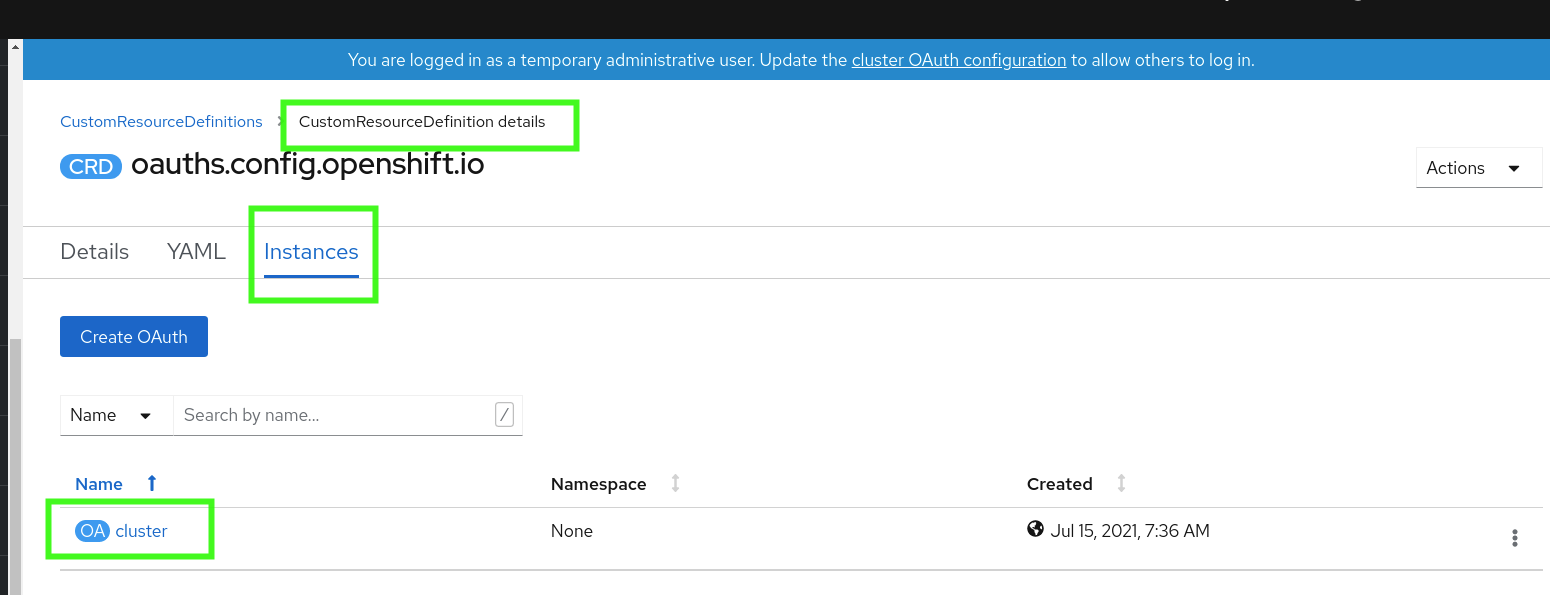 You are logged in as a temporary administrative user. Update the cluster OAuth configuration to allow others to log in.
CustomResourceDefinitions > CustomResourceDefinition details
CRD oauths.config.openshift.io
Actions
Details YAML Instances
Create OAuth
Name Search by name... /
Name Namespace Created
OA cluster None Jul 15, 2021, 7:36 AM